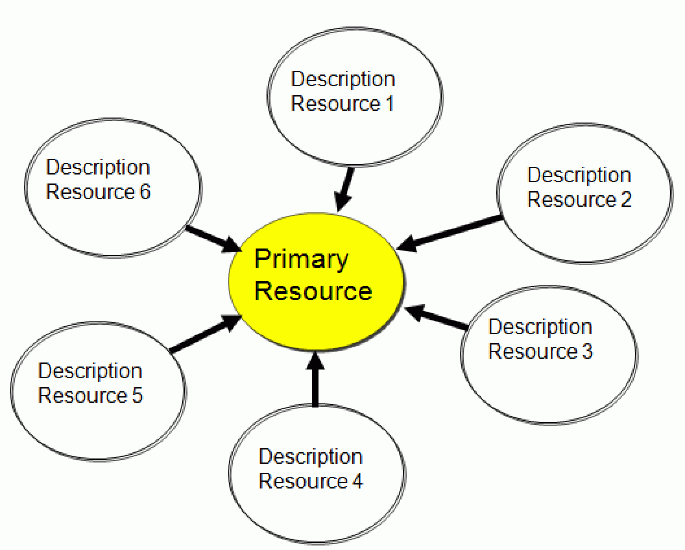 Description
Resource 1
Description
Resource 6
Description
Resource 2
Primary
Resource
Description
Resource 3
Description
Resource 5
Description
Resource 4